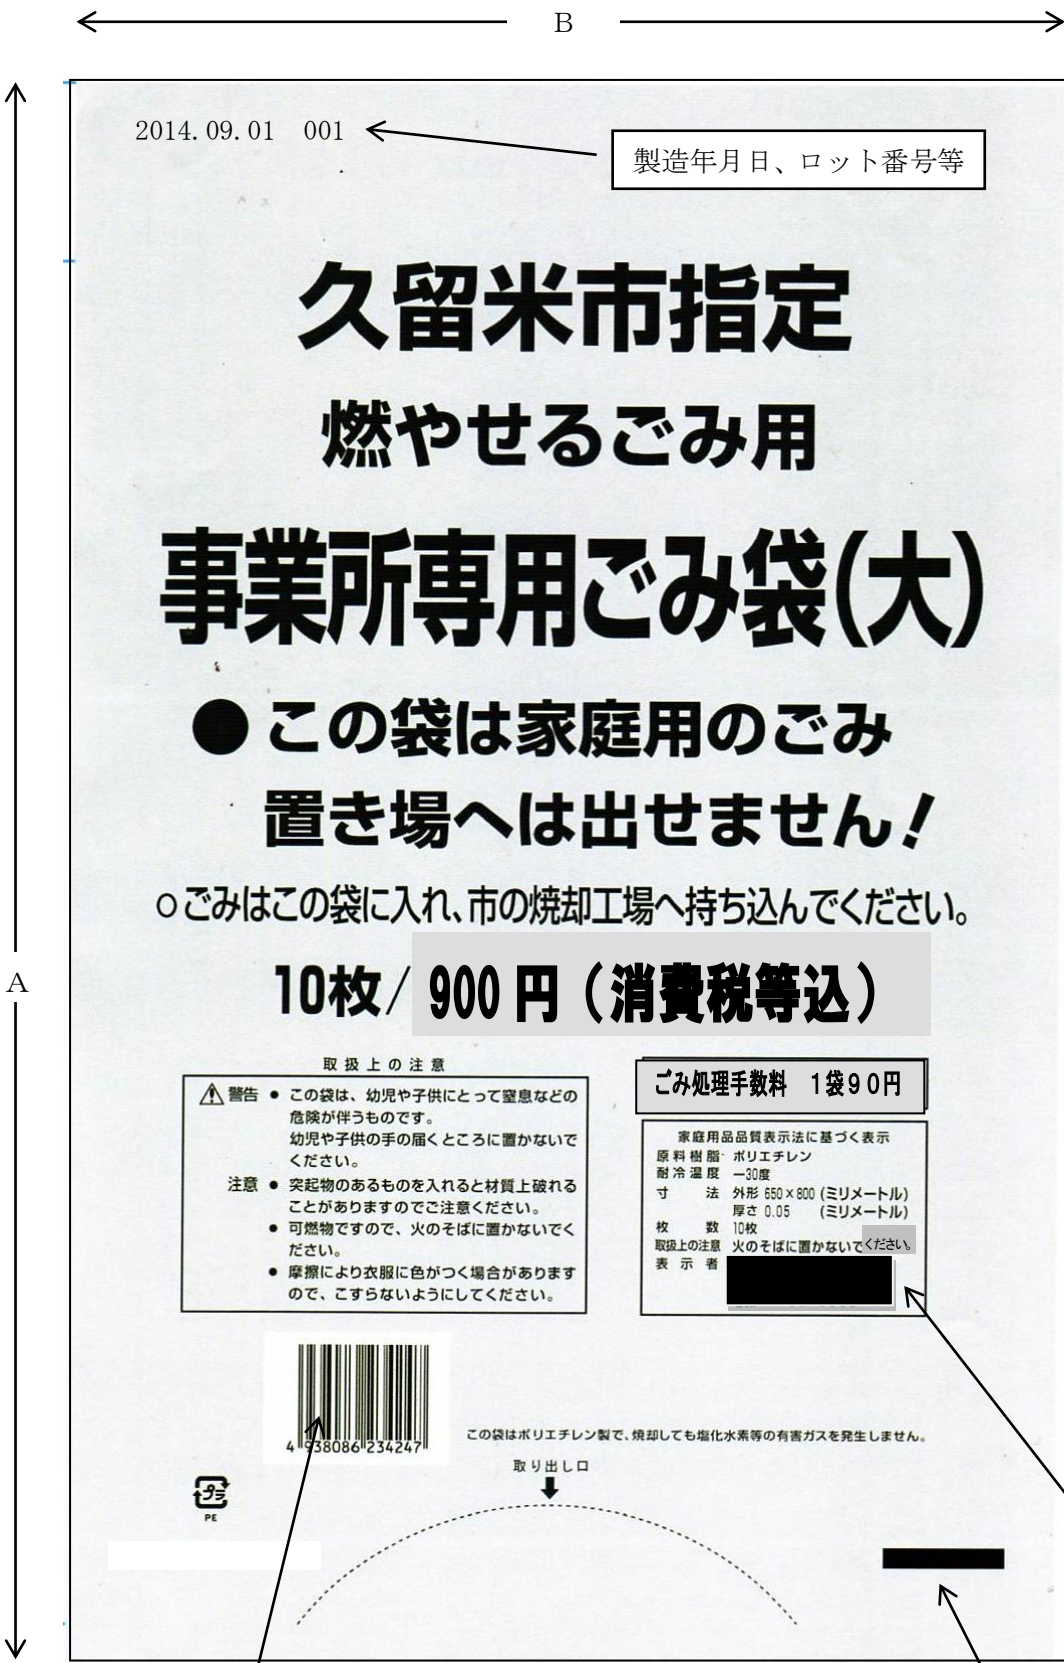 B
2014.09.01 001
製造年月日、ロット番号等
久留米市指定
燃やせるごみ用
事業所専用ごみ袋(大)
●この袋は家庭用のごみ
置き場へは出せません!
○ごみはこの袋に入れ、市の焼却工場へ持ち込んでください。
A
10枚/900円(消費税等込)
取扱上の注意
警告 ● この袋は、幼児や子供にとって窒息などの
危険が伴うものです。
幼児や子供の手の届くところに置かないで
ください。
注意 ● 突起物のあるものを入れると材質上破れる
ことがありますのでご注意ください。
● 可燃物ですので、火のそばに置かないでく
ださい。
● 摩擦により衣服に色がつく場合があります
ので、こすらないようにしてください。
ごみ処理手数料 1袋90円
家庭用品品質表示法に基づく表示
原料樹脂 ポリエチレン
耐冷温度 −30度
寸法 外形 650×800 (ミリメートル)
厚さ 0.05 (ミリメートル)
枚数 10枚
取扱上の注意 火のそばに置かないでください。
表示者
4 938086 234247
この袋はポリエチレン製で、焼却しても塩化水素等の有害ガスを発生しません。
取り出し口
プラ
PE